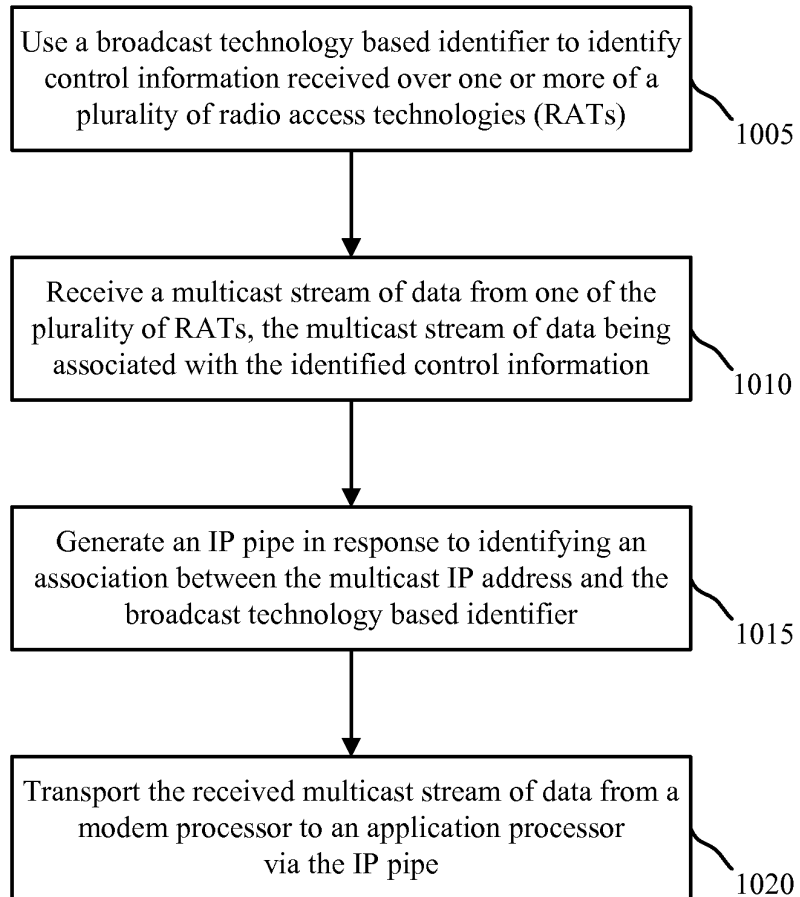 Use a broadcast technology based identifier to identify
control information received over one or more of a
plurality of radio access technologies (RATs)
1005
Receive a multicast stream of data from one of the
plurality of RATs, the multicast stream of data being
associated with the identified control information
1010
Generate an IP pipe in response to identifying an
association between the multicast IP address and the
broadcast technology based identifier
1015
Transport the received multicast stream of data from a
modem processor to an application processor
via the IP pipe
1020